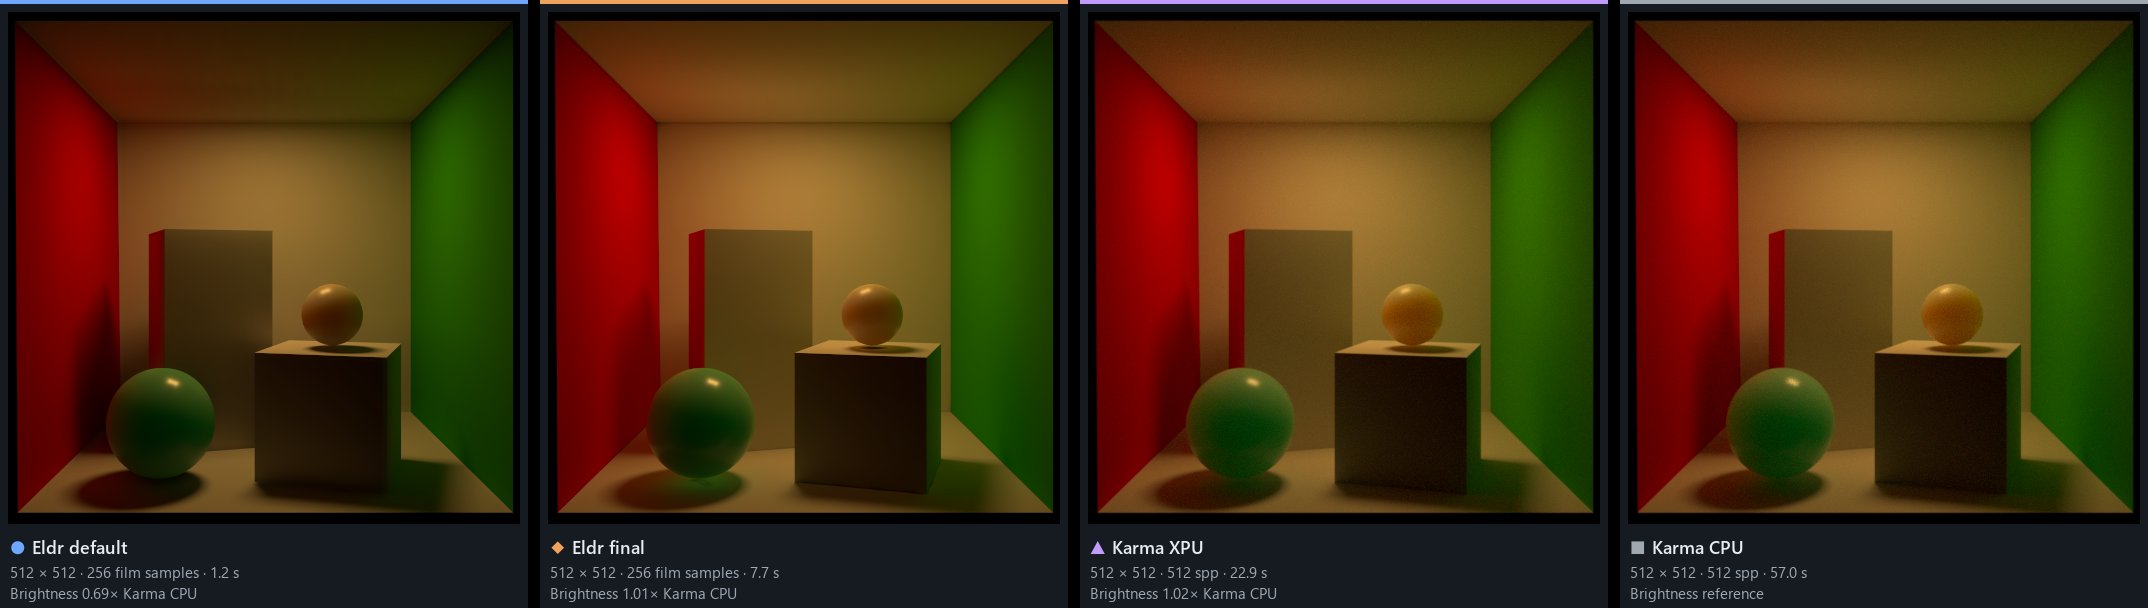 Eldr default
512 × 512 · 256 film samples · 1.2 s
Brightness 0.69× Karma CPU
Eldr final
512 × 512 · 256 film samples · 7.7 s
Brightness 1.01× Karma CPU
Karma XPU
512 × 512 · 512 spp · 22.9 s
Brightness 1.02× Karma CPU
Karma CPU
512 × 512 · 512 spp · 57.0 s
Brightness reference